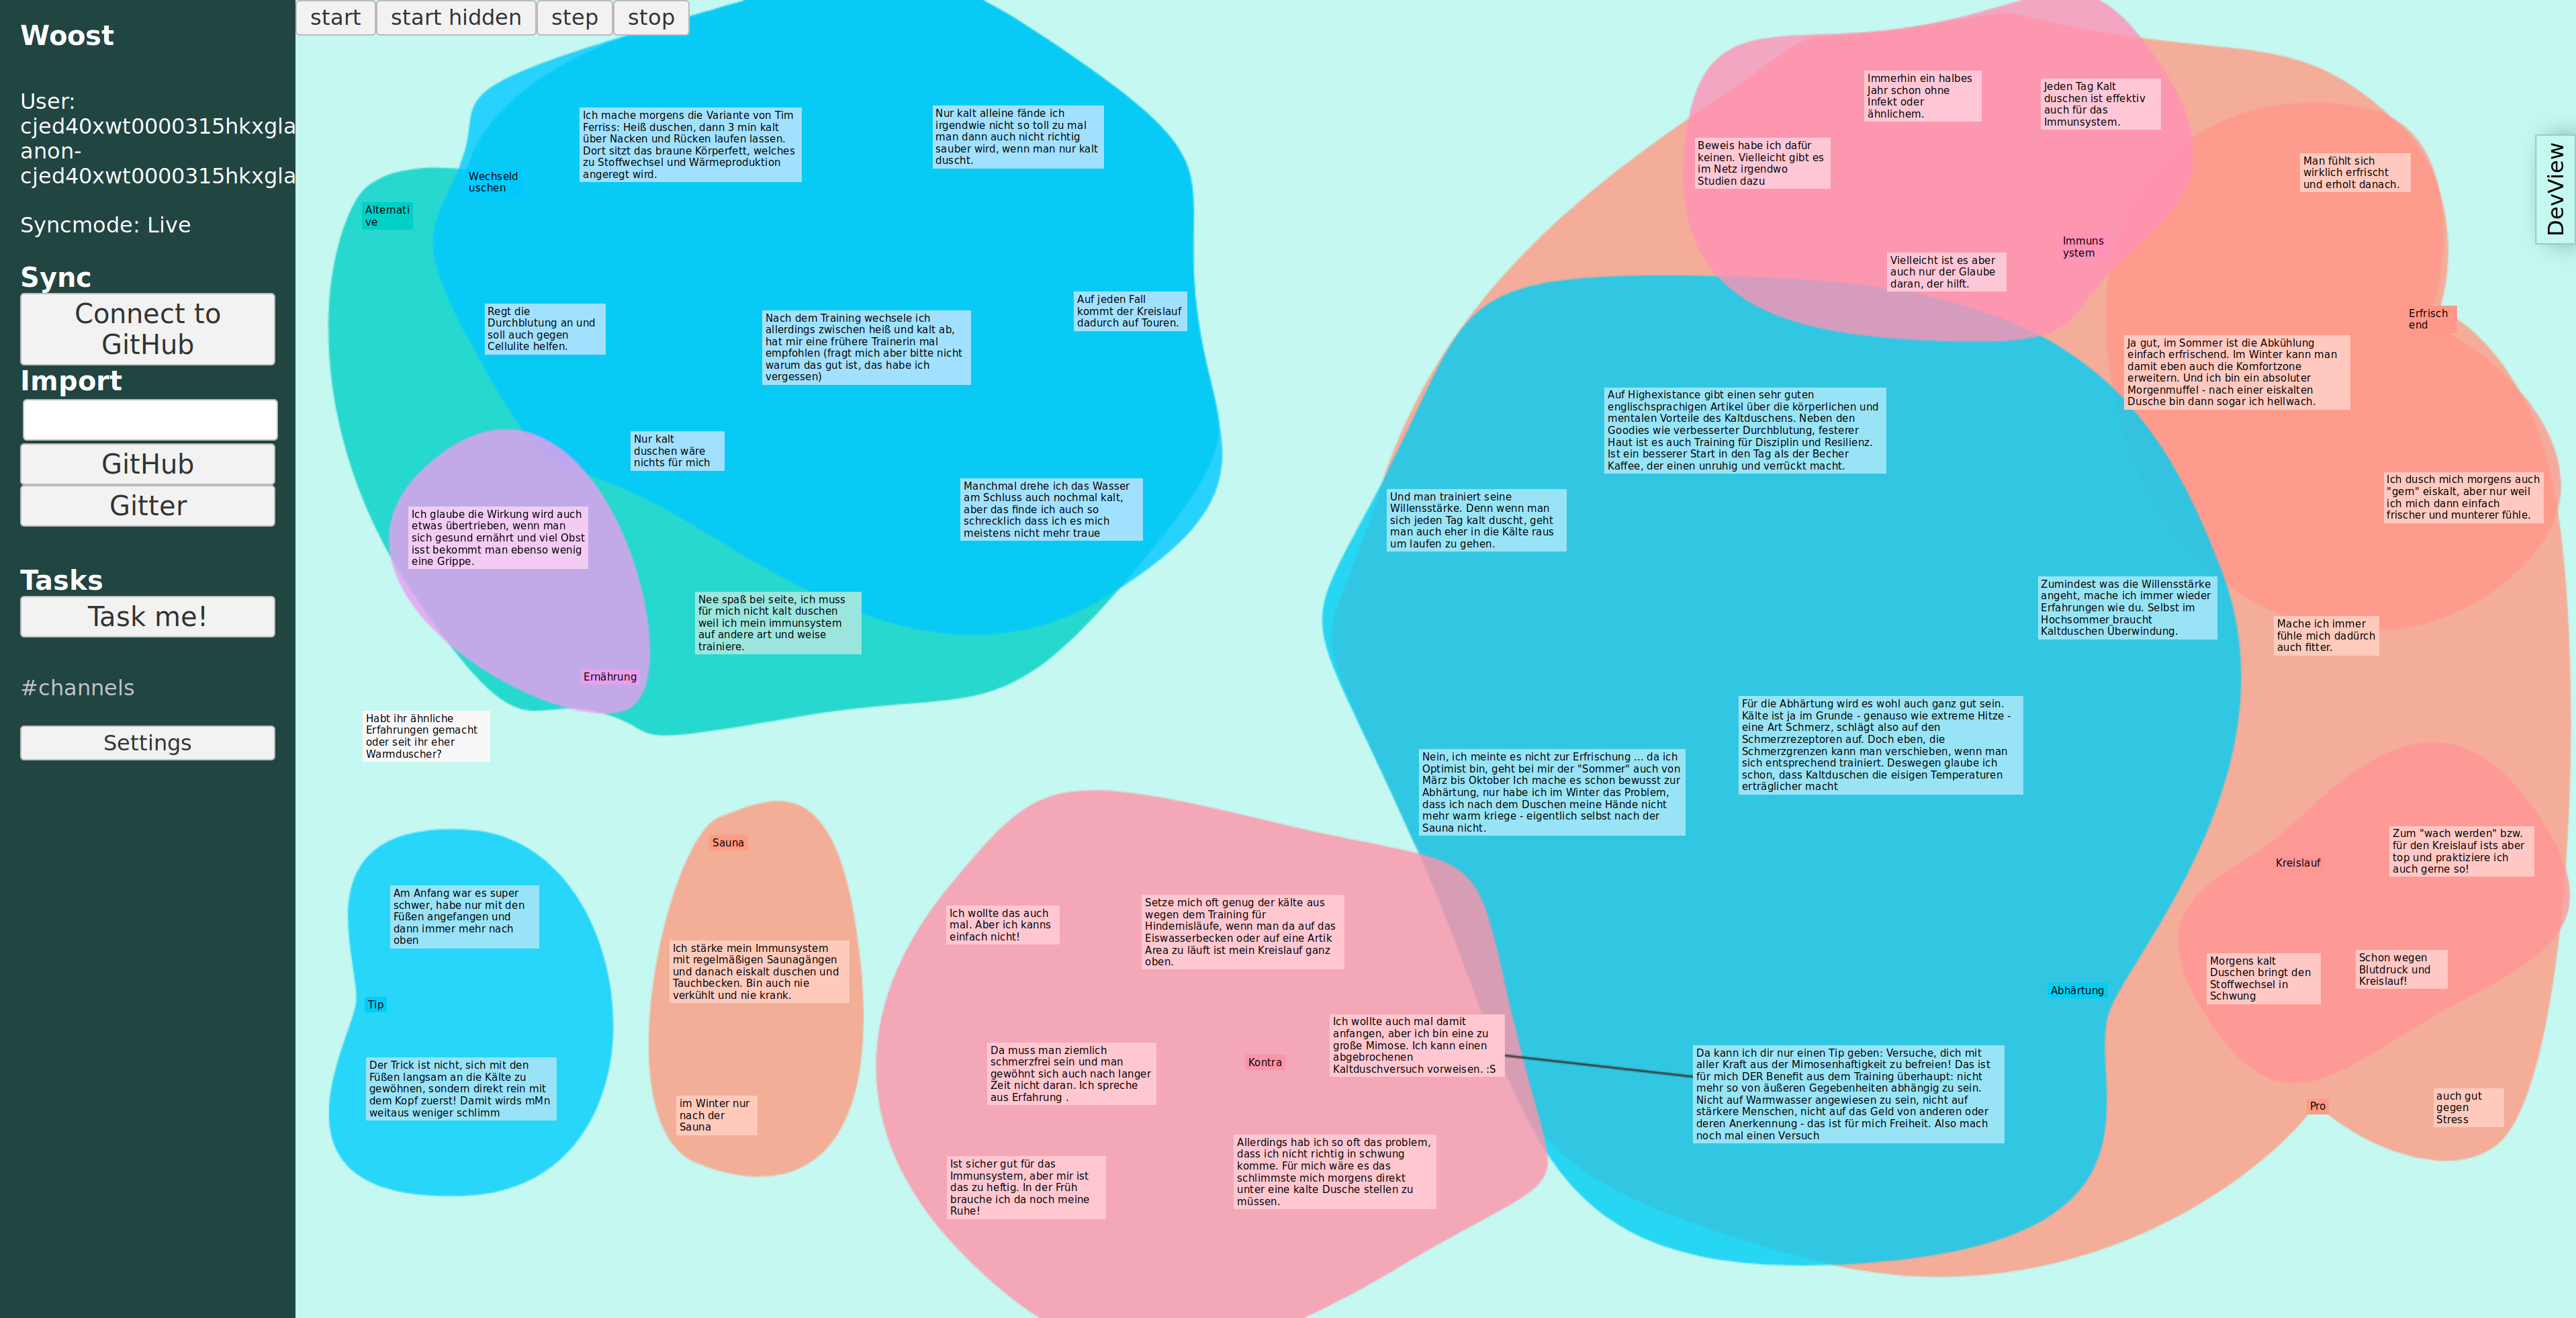 Woost
User:
cjed40xwt0000315hkxgla
anon-
cjed40xwt0000315hkxgla
Syncmode: Live
Sync
Connect to
GitHub
Import
GitHub
Gitter
Tasks
Task me!
#channels
Settings
start
start hidden
step
stop
DevView
Wechseld
uschen
Alternati
ve
Ich mache morgens die Variante von Tim
Ferriss: Heiß duschen, dann 3 min kalt
über Nacken und Rücken laufen lassen.
Dort sitzt das braune Körperfett, welches
zu Stoffwechsel und Wärmeproduktion
angeregt wird.
Nur kalt alleine fände ich
irgendwie nicht so toll zu mal
man dann auch nicht richtig
sauber wird, wenn man nur kalt
duscht.
Regt die
Durchblutung an und
soll auch gegen
Cellulite helfen.
Nach dem Training wechsele ich
allerdings zwischen heiß und kalt ab,
hat mir eine frühere Trainerin mal
empfohlen (fragt mich aber bitte nicht
warum das gut ist, das habe ich
vergessen)
Auf jeden Fall
kommt der Kreislauf
dadurch auf Touren.
Nur kalt
duschen wäre
nichts für mich
Manchmal drehe ich das Wasser
am Schluss auch nochmal kalt,
aber das finde ich auch so
schrecklich dass ich es mich
meistens nicht mehr traue
Ich glaube die Wirkung wird auch
etwas übertrieben, wenn man
sich gesund ernährt und viel Obst
isst bekommt man ebenso wenig
eine Grippe.
Nee spaß bei seite, ich muss
für mich nicht kalt duschen
weil ich mein immunsystem
auf andere art und weise
trainiere.
Ernährung
Habt ihr ähnliche
Erfahrungen gemacht
oder seit ihr eher
Warmduscher?
Am Anfang war es super
schwer, habe nur mit den
Füßen angefangen und
dann immer mehr nach
oben
Tip
Der Trick ist nicht, sich mit den
Füßen langsam an die Kälte zu
gewöhnen, sondern direkt rein mit
dem Kopf zuerst! Damit wirds mMn
weitaus weniger schlimm
Sauna
Ich stärke mein Immunsystem
mit regelmäßigen Saunagängen
und danach eiskalt duschen und
Tauchbecken. Bin auch nie
verkühlt und nie krank.
im Winter nur
nach der
Sauna
Ich wollte das auch
mal. Aber ich kanns
einfach nicht!
Setze mich oft genug der kälte aus
wegen dem Training für
Hindernisläufe, wenn man da auf das
Eiswasserbecken oder auf eine Artik
Area zu läuft ist mein Kreislauf ganz
oben.
Da muss man ziemlich
schmerzfrei sein und man
gewöhnt sich auch nach langer
Zeit nicht daran. Ich spreche
aus Erfahrung .
Kontra
Ich wollte auch mal damit
anfangen, aber ich bin eine zu
große Mimose. Ich kann einen
abgebrochenen
Kaltduschversuch vorweisen. :S
Ist sicher gut für das
Immunsystem, aber mir ist
das zu heftig. In der Früh
brauche ich da noch meine
Ruhe!
Allerdings hab ich so oft das problem,
dass ich nicht richtig in schwung
komme. Für mich wäre es das
schlimmste mich morgens direkt
unter eine kalte Dusche stellen zu
müssen.
Immerhin ein halbes
Jahr schon ohne
Infekt oder
ähnlichem.
Jeden Tag Kalt
duschen ist effektiv
auch für das
Immunsystem.
Beweis habe ich dafür
keinen. Vielleicht gibt es
im Netz irgendwo
Studien dazu
Immuns
ystem
Vielleicht ist es aber
auch nur der Glaube
daran, der hilft.
Man fühlt sich
wirklich erfrischt
und erholt danach.
Erfrisch
end
Ja gut, im Sommer ist die Abkühlung
einfach erfrischend. Im Winter kann man
damit eben auch die Komfortzone
erweitern. Und ich bin ein absoluter
Morgenmuffel - nach einer eiskalten
Dusche bin dann sogar ich hellwach.
Auf Highexistance gibt einen sehr guten
englischsprachigen Artikel über die körperlichen und
mentalen Vorteile des Kaltduschens. Neben den
Goodies wie verbesserter Durchblutung, festerer
Haut ist es auch Training für Disziplin und Resilienz.
Ist ein besserer Start in den Tag als der Becher
Kaffee, der einen unruhig und verrückt macht.
Ich dusch mich morgens auch
"gern" eiskalt, aber nur weil
ich mich dann einfach
frischer und munterer fühle.
Und man trainiert seine
Willensstärke. Denn wenn man
sich jeden Tag kalt duscht, geht
man auch eher in die Kälte raus
um laufen zu gehen.
Zumindest was die Willensstärke
angeht, mache ich immer wieder
Erfahrungen wie du. Selbst im
Hochsommer braucht
Kaltduschen Überwindung.
Mache ich immer
fühle mich dadürch
auch fitter.
Für die Abhärtung wird es wohl auch ganz gut sein.
Kälte ist ja im Grunde - genauso wie extreme Hitze -
eine Art Schmerz, schlägt also auf den
Schmerzrezeptoren auf. Doch eben, die
Schmerzgrenzen kann man verschieben, wenn man
sich entsprechend trainiert. Deswegen glaube ich
schon, dass Kaltduschen die eisigen Temperaturen
erträglicher macht
Nein, ich meinte es nicht zur Erfrischung ... da ich
Optimist bin, geht bei mir der "Sommer" auch von
März bis Oktober Ich mache es schon bewusst zur
Abhärtung, nur habe ich im Winter das Problem,
dass ich nach dem Duschen meine Hände nicht
mehr warm kriege - eigentlich selbst nach der
Sauna nicht.
Kreislauf
Zum "wach werden" bzw.
für den Kreislauf ists aber
top und praktiziere ich
auch gerne so!
Morgens kalt
Duschen bringt den
Stoffwechsel in
Schwung
Schon wegen
Blutdruck und
Kreislauf!
Abhärtung
Da kann ich dir nur einen Tip geben: Versuche, dich mit
aller Kraft aus der Mimosenhaftigkeit zu befreien! Das ist
für mich DER Benefit aus dem Training überhaupt: nicht
mehr so von äußeren Gegebenheiten abhängig zu sein.
Nicht auf Warmwasser angewiesen zu sein, nicht auf
stärkere Menschen, nicht auf das Geld von anderen oder
deren Anerkennung - das ist für mich Freiheit. Also mach
noch mal einen Versuch
Pro
auch gut
gegen
Stress